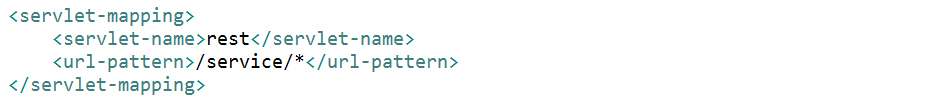 <servlet-mapping>
    <servlet-name>rest</servlet-name>
    <url-pattern>/service/*</url-pattern>
</servlet-mapping>